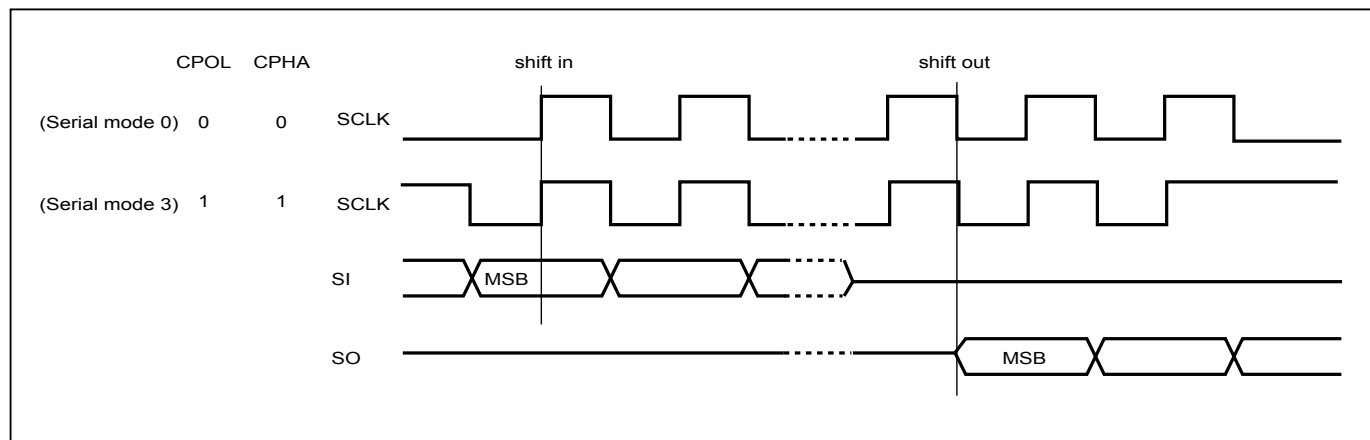 CPOL CPHA shift in shift out
(Serial mode 0) 0 0 SCLK
(Serial mode 3) 1 1 SCLK
SI MSB
SO MSB